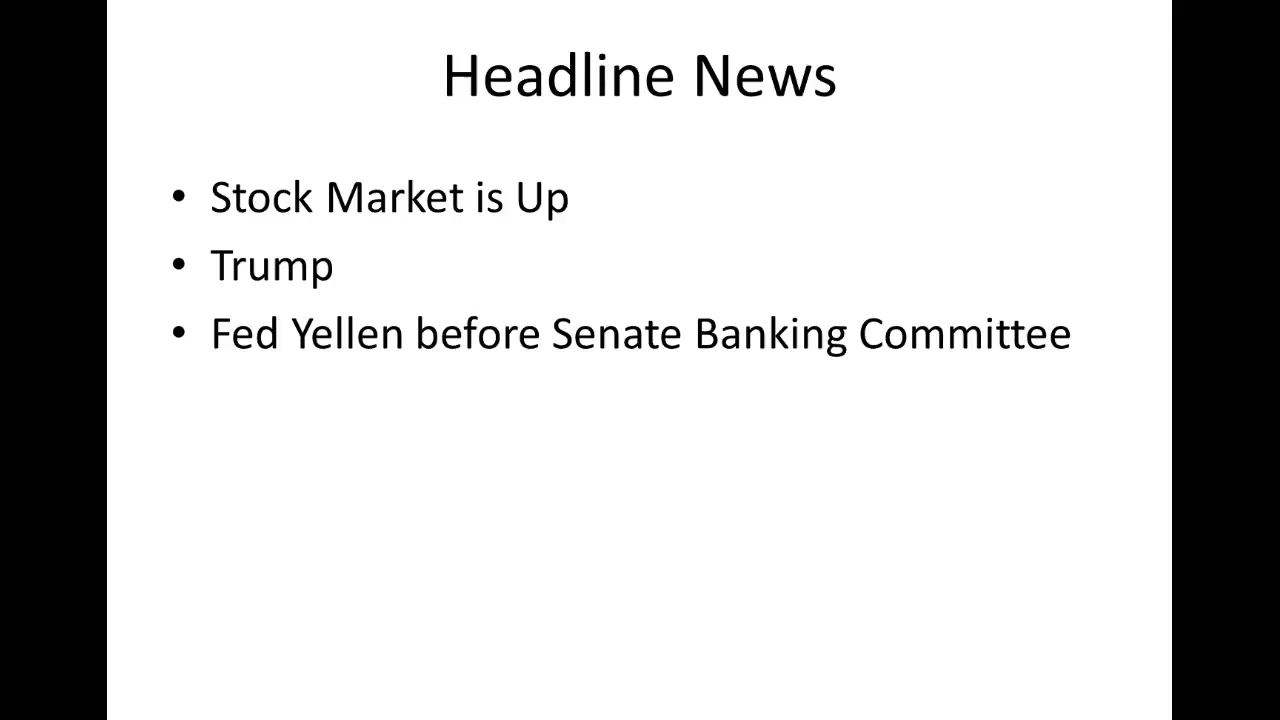 Headline News
• Stock Market is Up
• Trump
• Fed Yellen before Senate Banking Committee